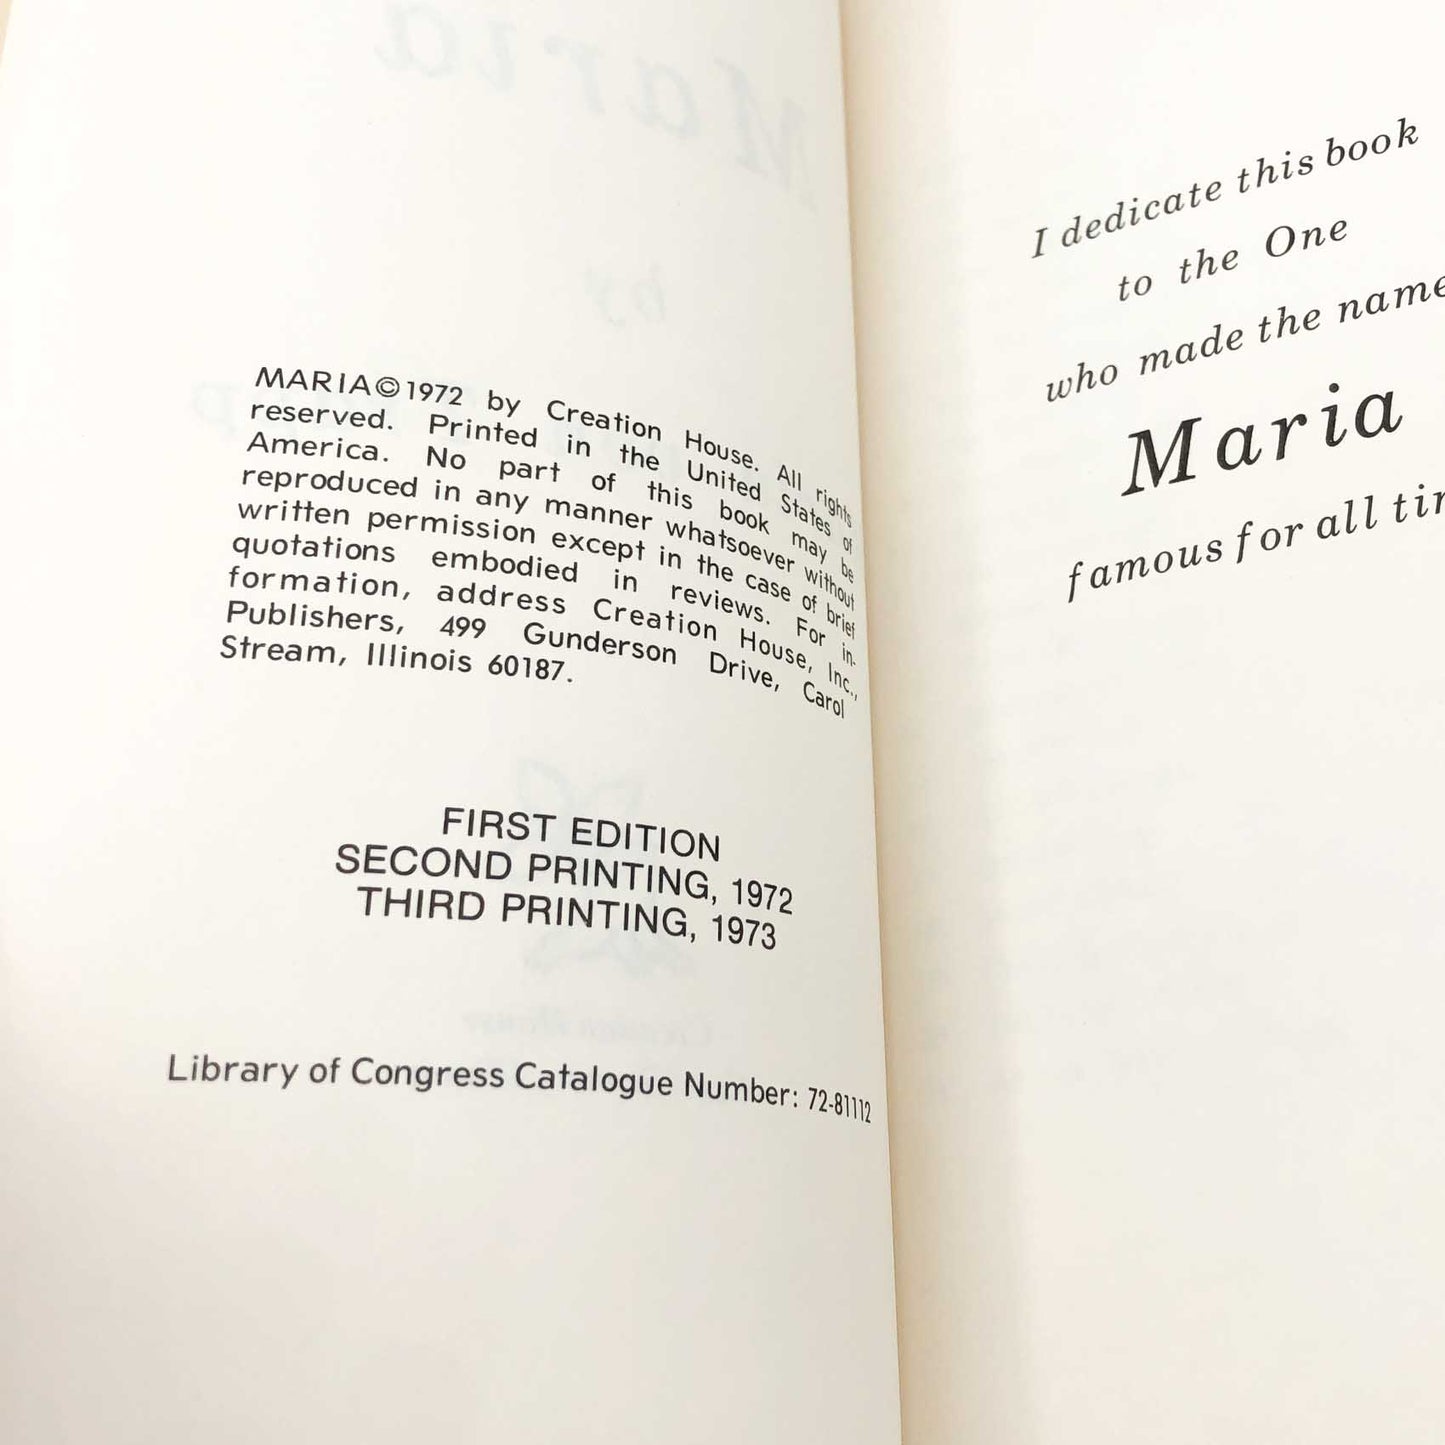 MARIA©1972 by Creation House. All rights
reserved. Printed in the United States of
America. No part of this book may be
reproduced in any manner whatsoever without
written permission except in the case of brief
quotations embodied in reviews. For in-
formation, address Creation House, Inc.,
Publishers, 499 Gunderson Drive, Carol
Stream, Illinois 60187.
FIRST EDITION
SECOND PRINTING, 1972
THIRD PRINTING, 1973
Library of Congress Catalogue Number: 72-81112
I dedicate this book
to the One
who made the name
Maria
famous for all